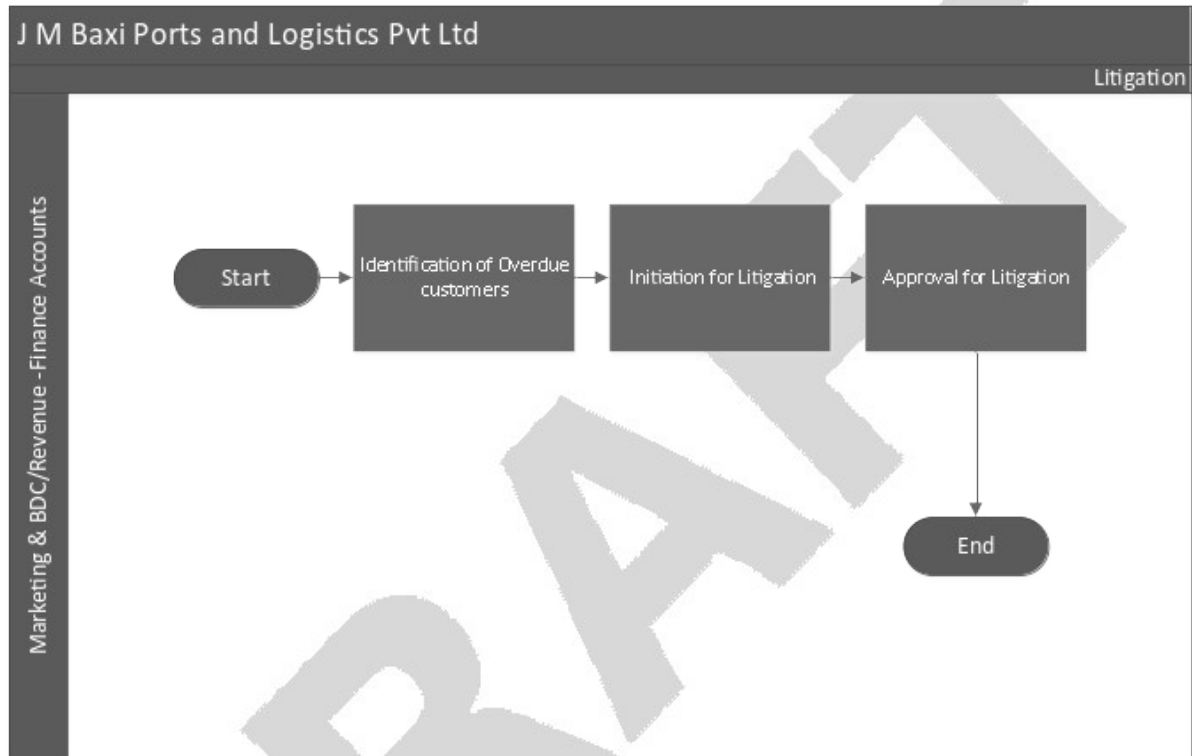 J M Baxi Ports and Logistics Pvt Ltd
Litigation
Marketing & BDC/Revenue -Finance Accounts
Start
Identification of Overdue
customers
Initiation for Litigation
Approval for Litigation
End